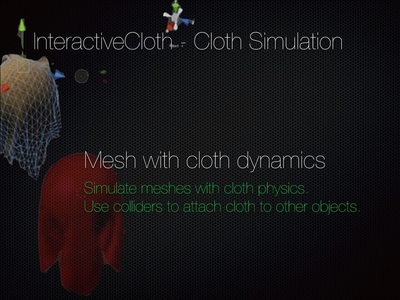 InteractiveCloth - Cloth Simulation
Mesh with cloth dynamics
Simulate meshes with cloth physics.
Use colliders to attach cloth to other objects.